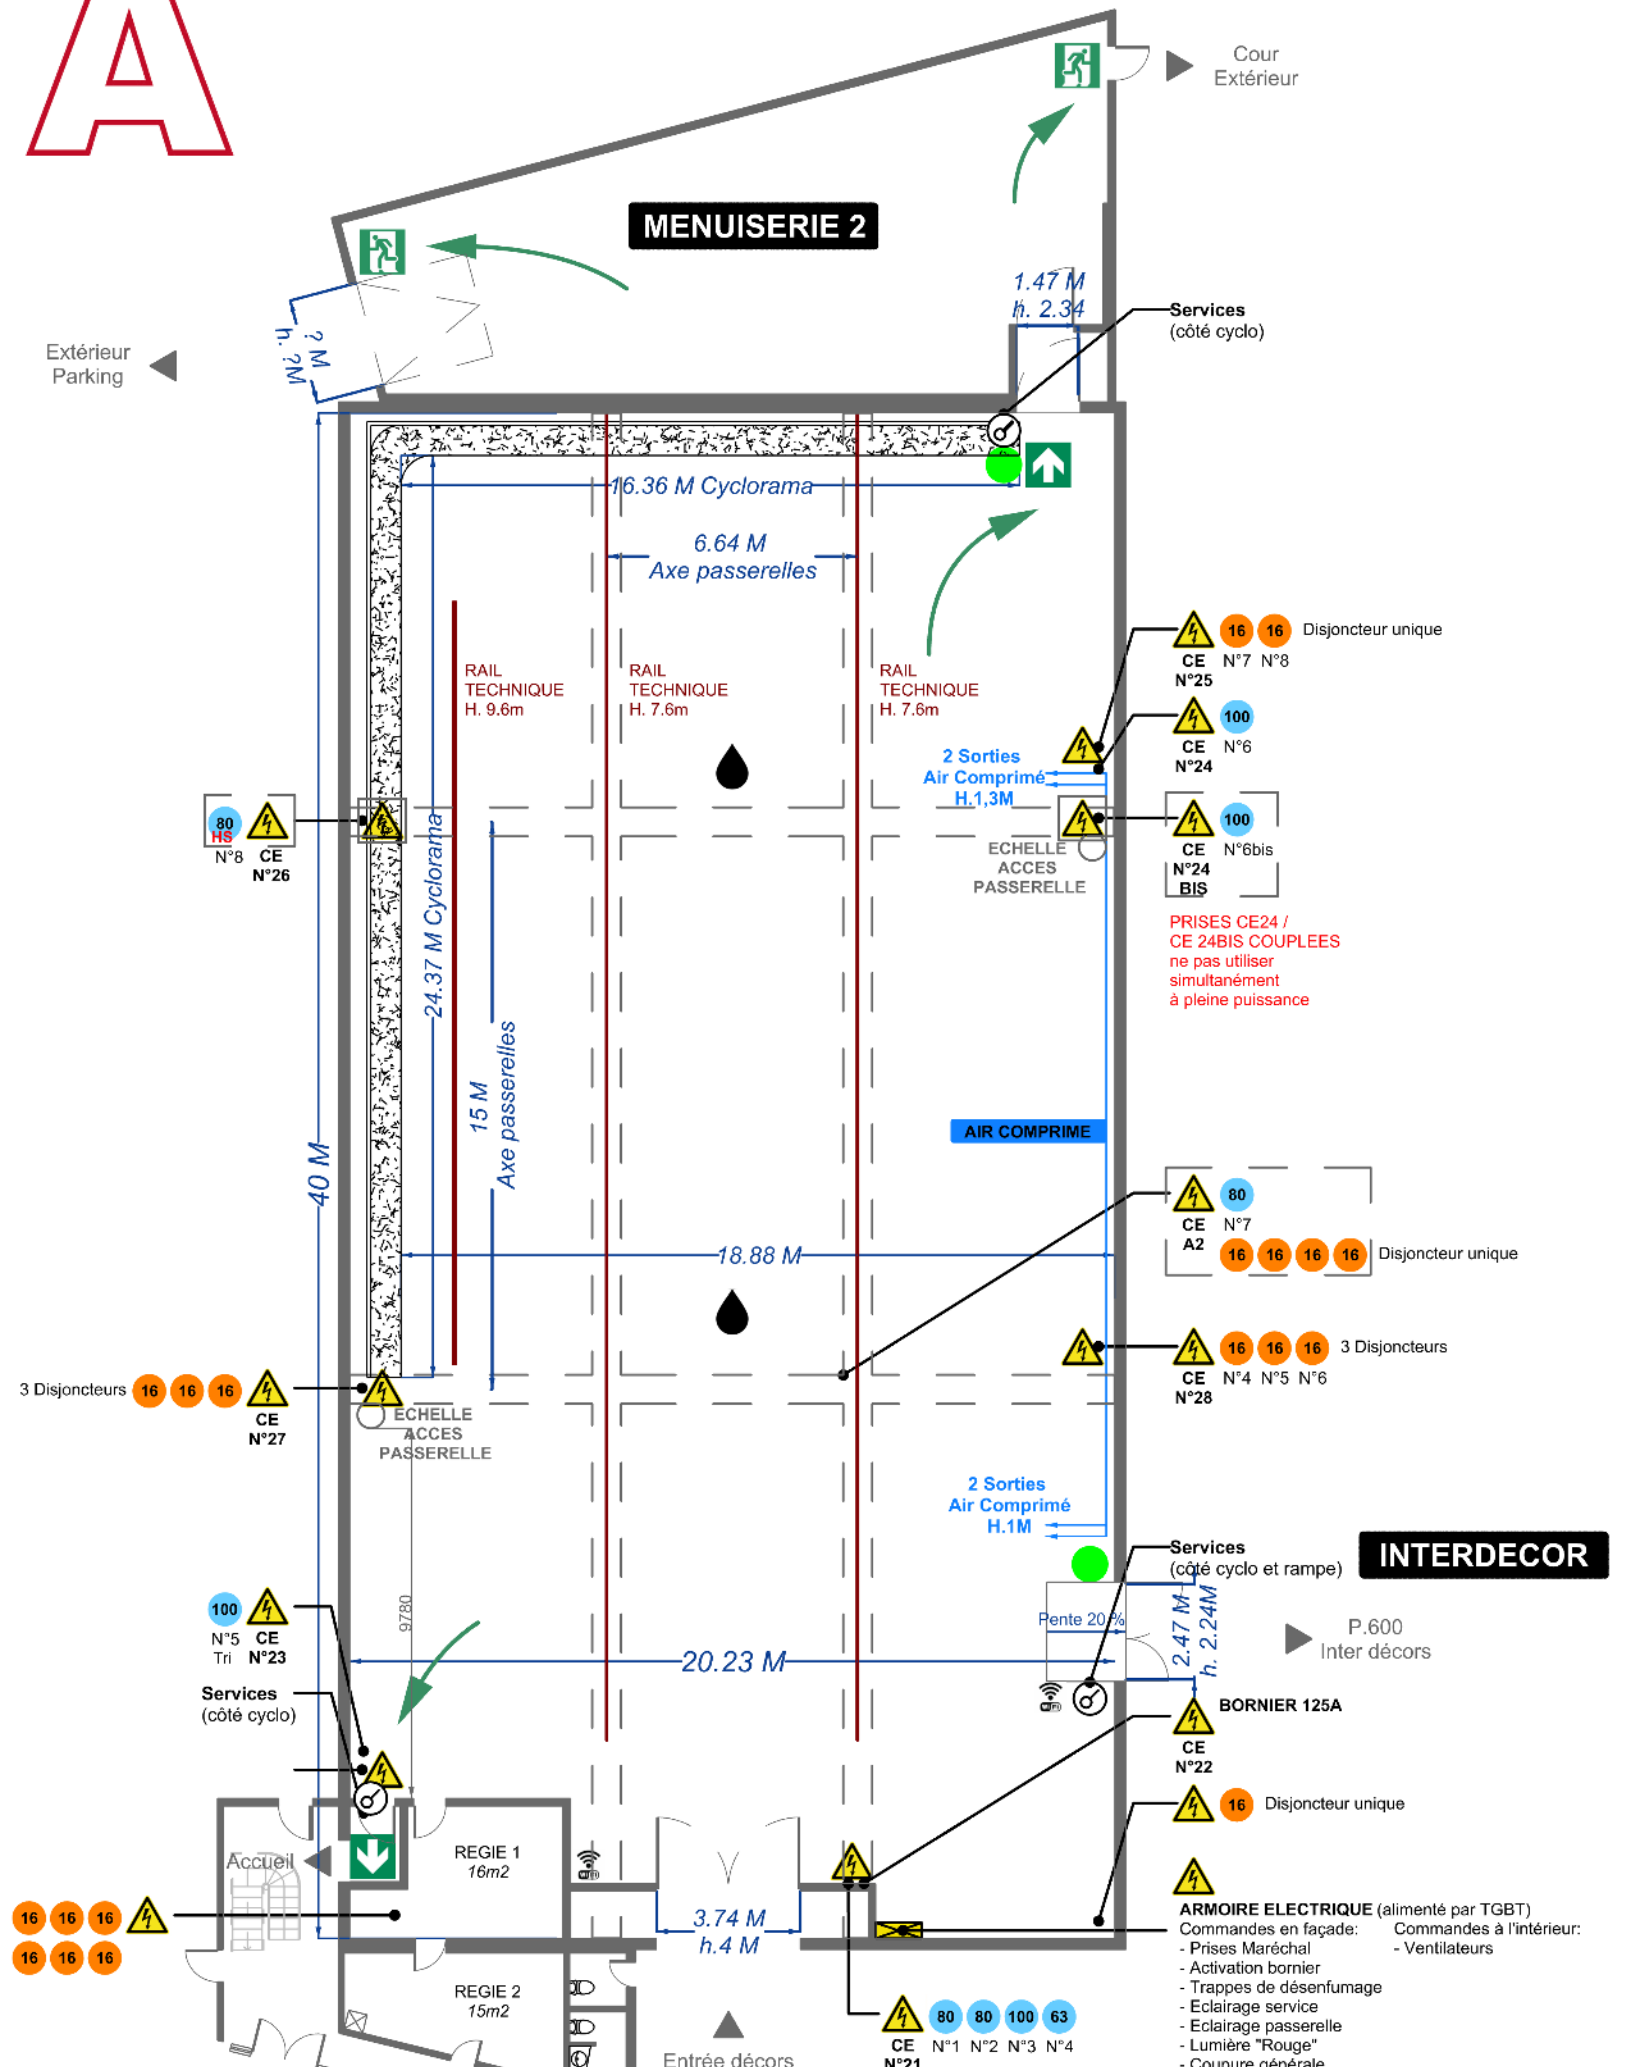 A
Cour
Extérieur
MENUISERIE 2
1.47 M
h. 2.34
Services
(côté cyclo)
? M
h. ?M
Extérieur
Parking
16.36 M Cyclorama
6.64 M
Axe passerelles
RAIL
TECHNIQUE
H. 9.6m
RAIL
TECHNIQUE
H. 7.6m
RAIL
TECHNIQUE
H. 7.6m
16 16 Disjoncteur unique
CE N°7 N°8
N°25
100
CE N°6
N°24
2 Sorties
Air Comprimé
H.1,3M
80
HS
N°8 CE
N°26
100
CE N°6bis
N°24
BIS
ECHELLE
ACCES
PASSERELLE
PRISES CE24 /
CE 24BIS COUPLEES
ne pas utiliser
simultanément
à pleine puissance
24.37 M Cyclorama
15 M
Axe passerelles
40 M
AIR COMPRIME
80
CE N°7
A2
16 16 16 16 Disjoncteur unique
18.88 M
16 16 16 3 Disjoncteurs
CE N°4 N°5 N°6
N°28
3 Disjoncteurs 16 16 16
CE
N°27
ECHELLE
ACCES
PASSERELLE
2 Sorties
Air Comprimé
H.1M
Services
(côté cyclo et rampe)
INTERDECOR
9780
100
N°5 CE
Tri N°23
Pente 20 %
2.47 M
h. 2.24M
P.600
Inter décors
20.23 M
Services
(côté cyclo)
BORNIER 125A
CE
N°22
16 Disjoncteur unique
Accueil
REGIE 1
16m2
16 16 16
16 16 16
3.74 M
h.4 M
ARMOIRE ELECTRIQUE (alimenté par TGBT)
Commandes en façade: Commandes à l'intérieur:
- Prises Maréchal - Ventilateurs
- Activation bornier
- Trappes de désenfumage
- Eclairage service
- Eclairage passerelle
- Lumière "Rouge"
- Coupure générale
REGIE 2
15m2
80 80 100 63
CE N°1 N°2 N°3 N°4
N°21
Entrée décors